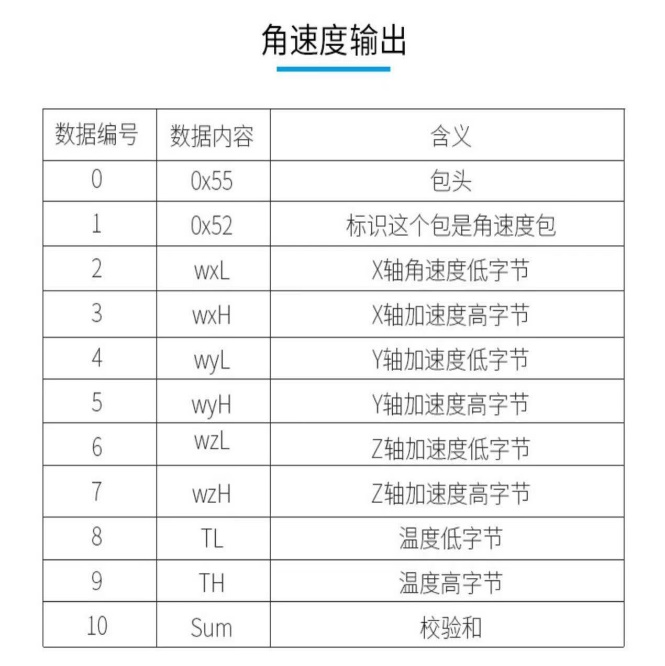 角速度输出
数据编号 数据内容 含义
0 0x55 包头
1 0x52 标识这个包是角速度包
2 wxL X轴角速度低字节
3 wxH X轴加速度高字节
4 wyL Y轴加速度低字节
5 wyH Y轴加速度高字节
6 wzL Z轴加速度低字节
7 wzH Z轴加速度高字节
8 TL 温度低字节
9 TH 温度高字节
10 Sum 校验和